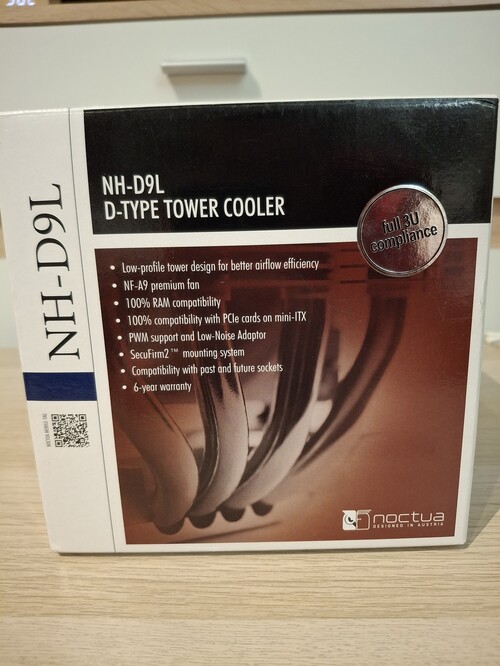 NH-D9L
NH-D9L
D-TYPE TOWER COOLER
full 3U
compliance
• Low-profile tower design for better airflow efficiency
• NF-A9 premium fan
• 100% RAM compatibility
• 100% compatibility with PCIe cards on mini-ITX
• PWM support and Low-Noise Adaptor
• SecuFirm2™ mounting system
• Compatibility with past and future sockets
• 6-year warranty
noctua
DESIGNED IN AUSTRIA